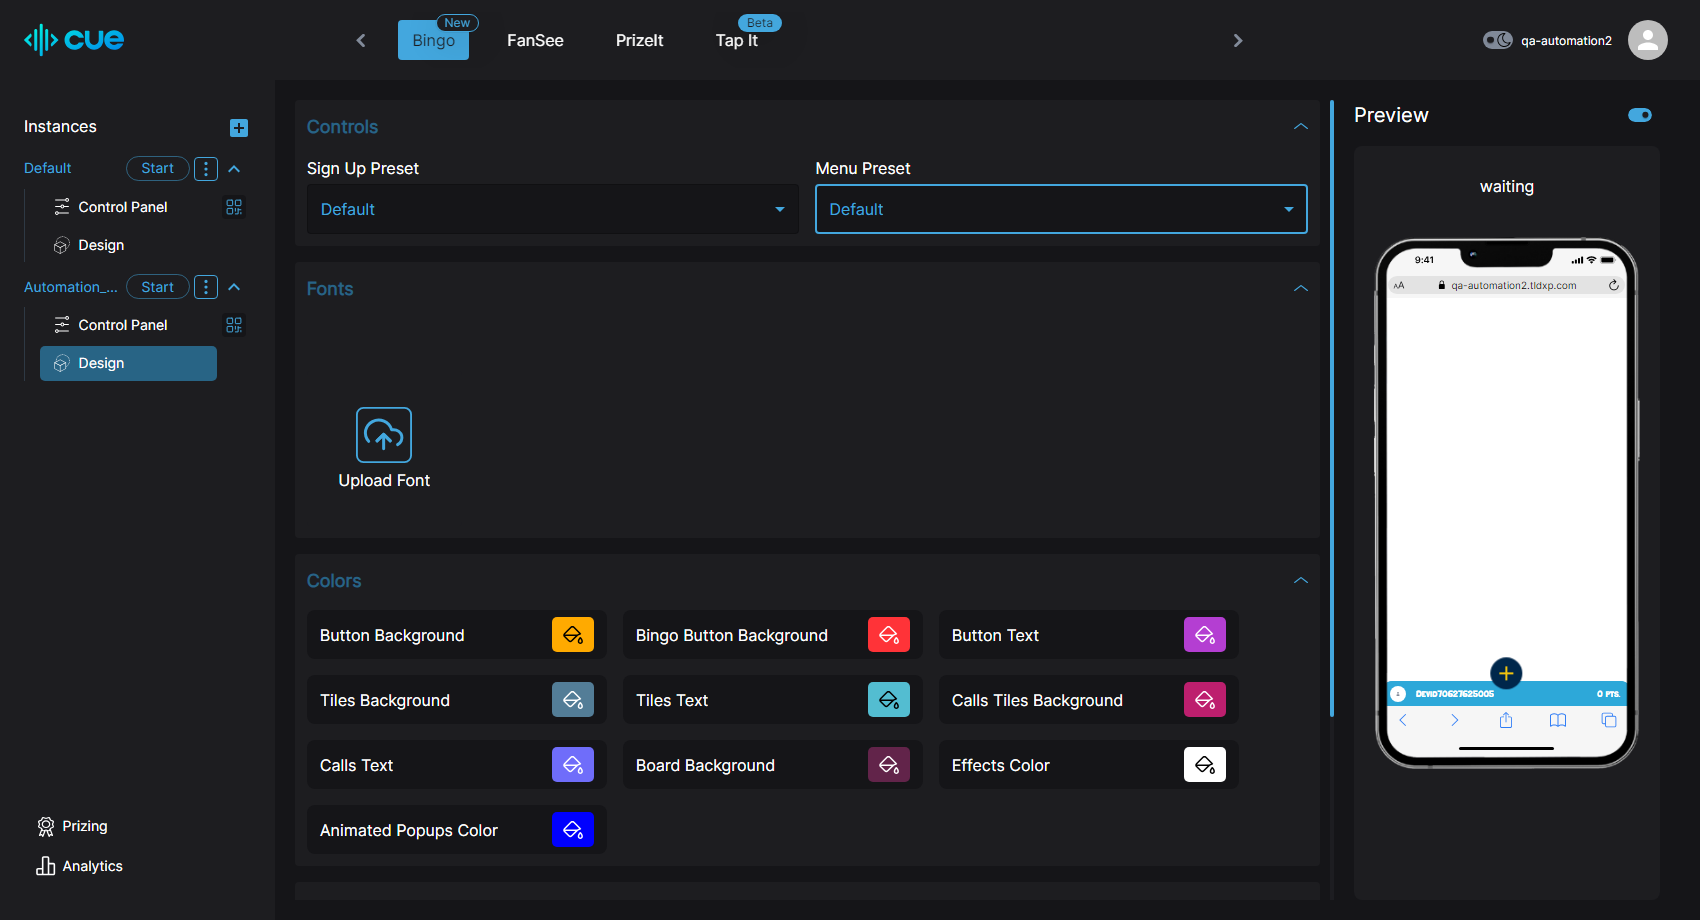 cue
Bingo
New
FanSee
PrizeIt
Tap It
Beta
qa-automation2
Instances
Default
Start
Control Panel
Design
Automation_...
Start
Control Panel
Design
Prizing
Analytics
Controls
Sign Up Preset
Default
Menu Preset
Default
Fonts
Upload Font
Colors
Button Background
Bingo Button Background
Button Text
Tiles Background
Tiles Text
Calls Tiles Background
Calls Text
Board Background
Effects Color
Animated Popups Color
Preview
waiting
9:41
AA
qa-automation2.tldxp.com
DEVID70627625005
0 PTS.